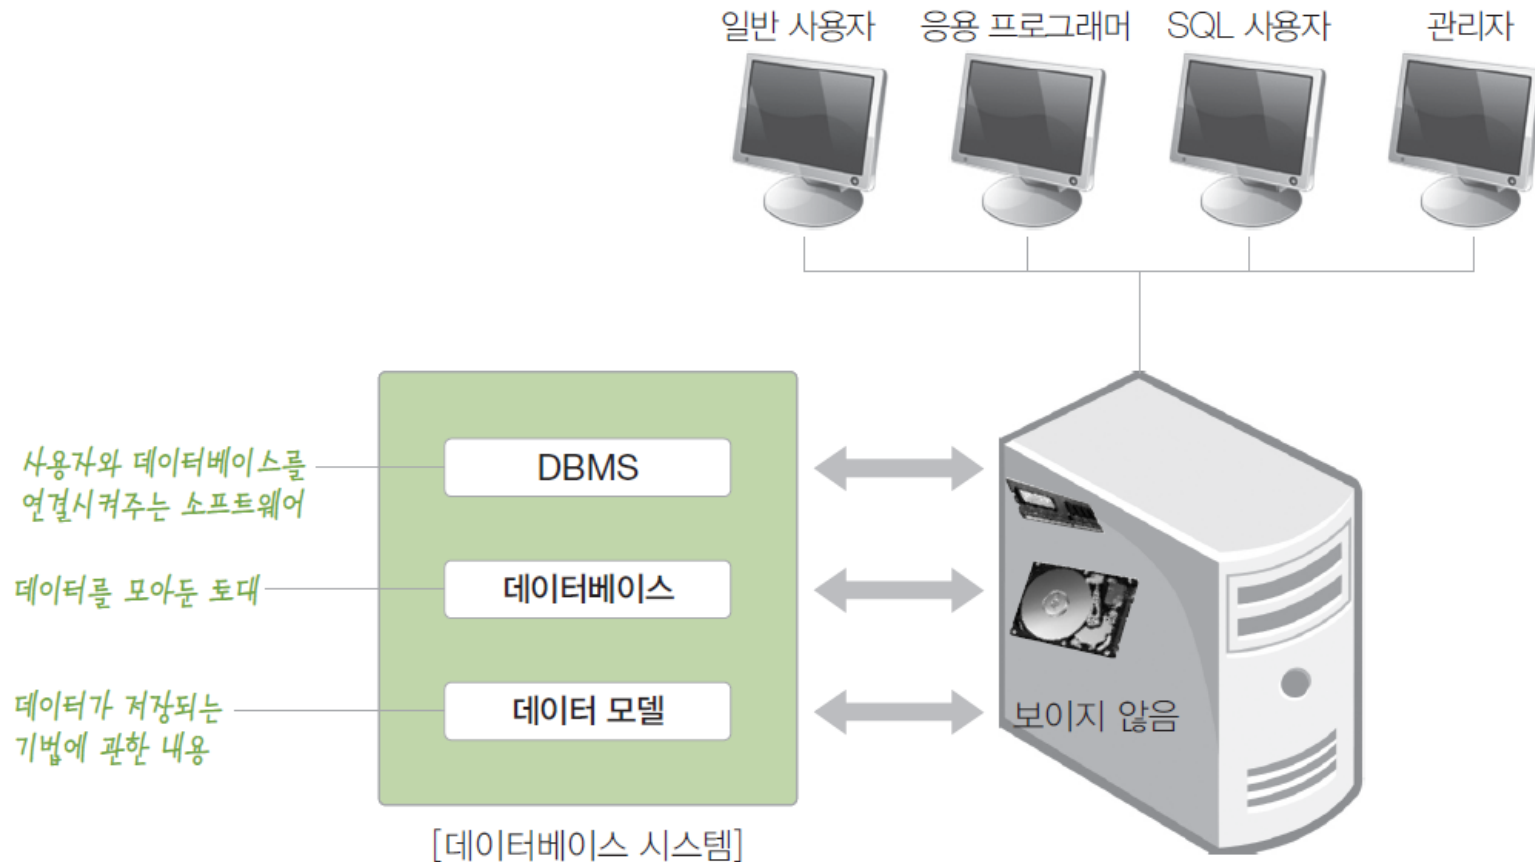 일반 사용자
응용 프로그래머
SQL 사용자
관리자
사용자와 데이터베이스를
연결시켜주는 소프트웨어
DBMS
데이터를 모아둔 토대
데이터베이스
데이터가 저장되는
기법에 관한 내용
데이터 모델
보이지 않음
[데이터베이스 시스템]